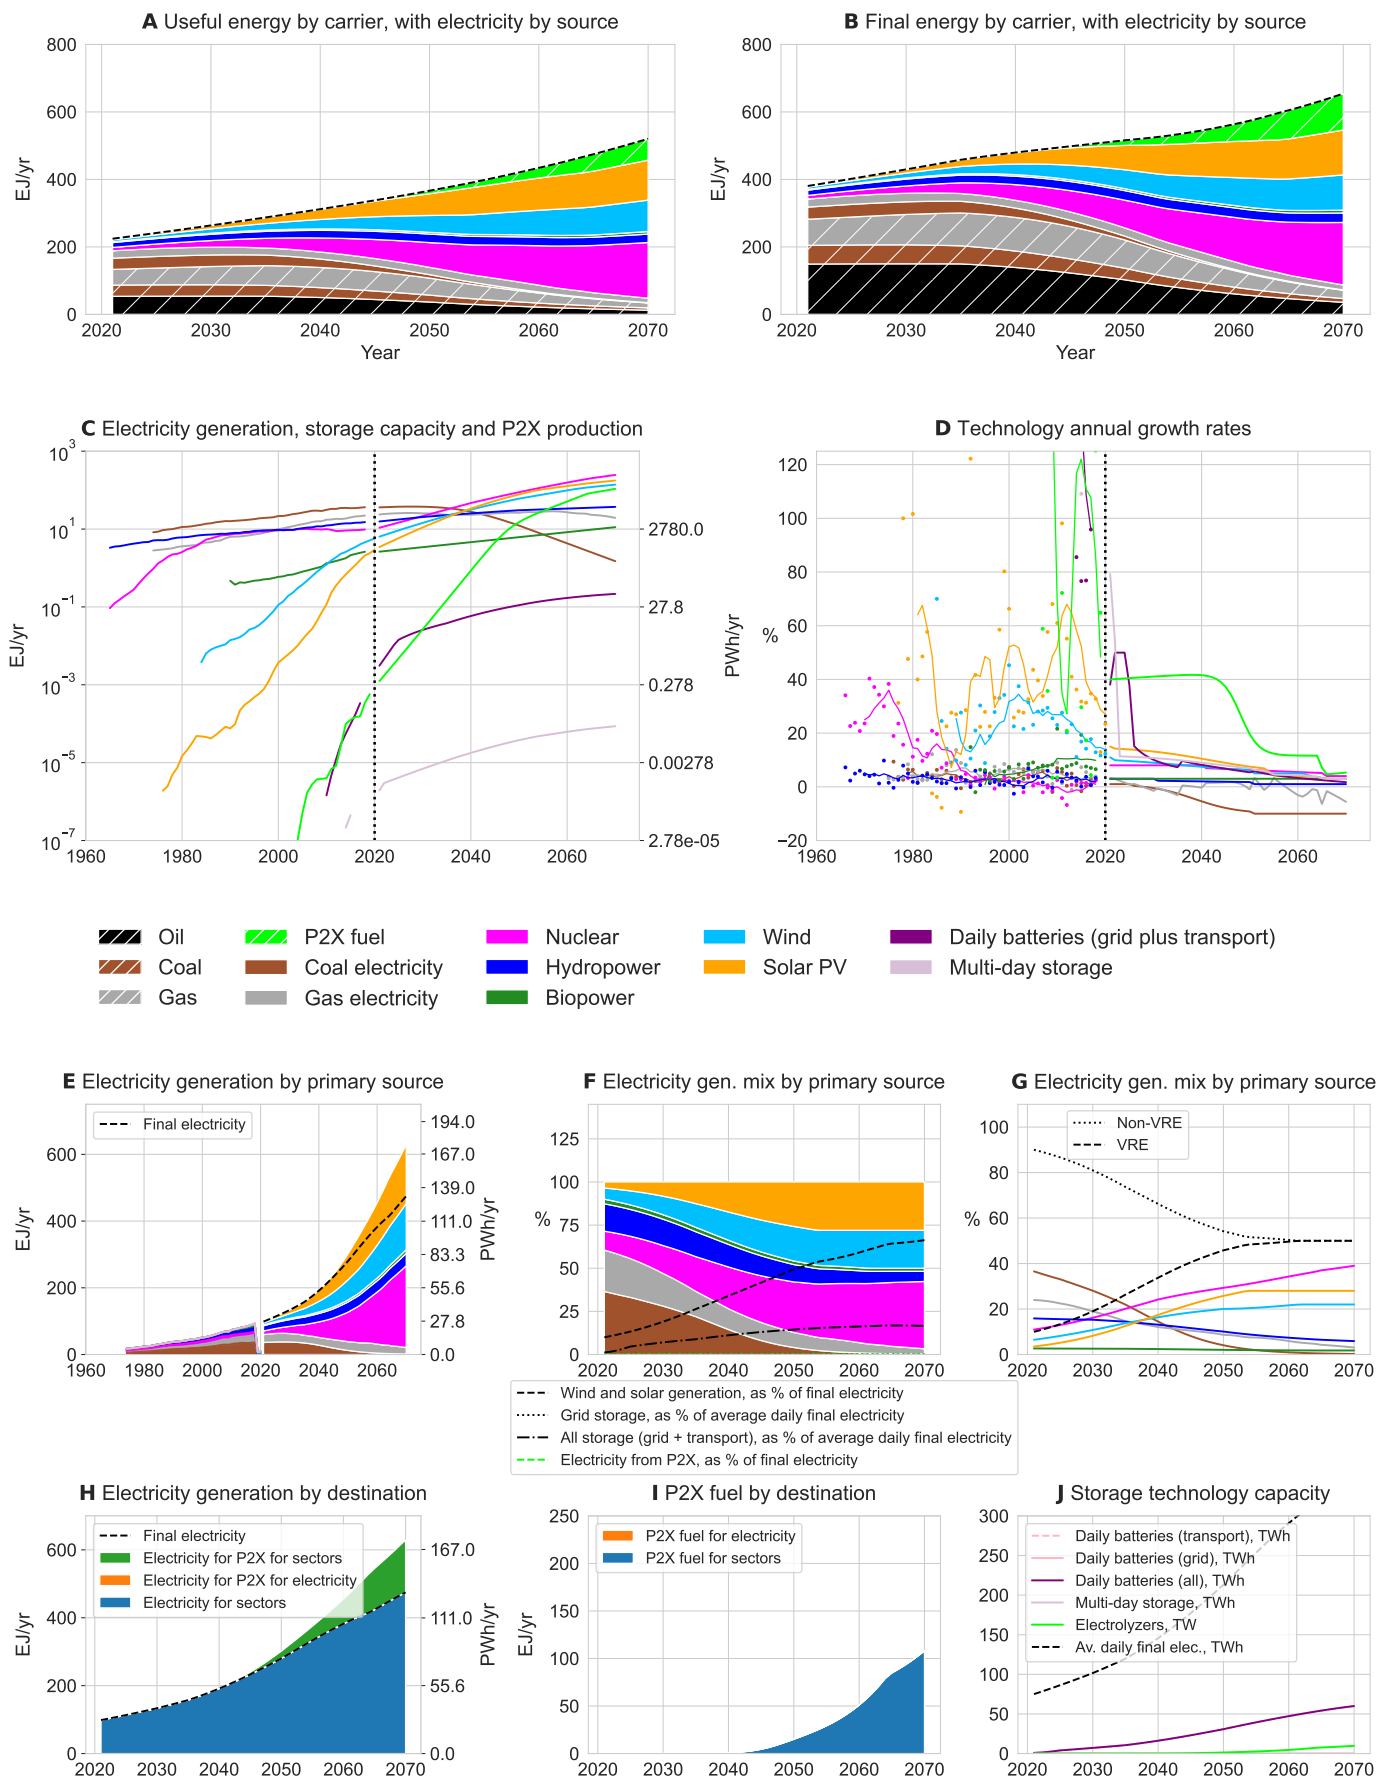 A Useful energy by carrier, with electricity by source
800
600
400
200
0
EJ/yr
2020 2030 2040 2050 2060 2070
Year
B Final energy by carrier, with electricity by source
800
600
400
200
0
EJ/yr
2020 2030 2040 2050 2060 2070
Year
C Electricity generation, storage capacity and P2X production
10^3
10^1
10^−1
10^−3
10^−5
10^−7
EJ/yr
2780.0
27.8
0.278
0.00278
2.78e-05
PWh/yr
1960 1980 2000 2020 2040 2060
D Technology annual growth rates
120
100
80
60
40
20
0
−20
%
1960 1980 2000 2020 2040 2060
Oil
Coal
Gas
P2X fuel
Coal electricity
Gas electricity
Nuclear
Hydropower
Biopower
Wind
Solar PV
Daily batteries (grid plus transport)
Multi-day storage
E Electricity generation by primary source
Final electricity
600
400
200
0
EJ/yr
194.0
167.0
139.0
111.0
83.3
55.6
27.8
0.0
PWh/yr
1960 1980 2000 2020 2040 2060
F Electricity gen. mix by primary source
125
100
75
50
25
0
%
2020 2030 2040 2050 2060 2070
Wind and solar generation, as % of final electricity
Grid storage, as % of average daily final electricity
All storage (grid + transport), as % of average daily final electricity
Electricity from P2X, as % of final electricity
G Electricity gen. mix by primary source
Non-VRE
VRE
100
80
60
40
20
0
%
2020 2030 2040 2050 2060 2070
H Electricity generation by destination
Final electricity
Electricity for P2X for sectors
Electricity for P2X for electricity
Electricity for sectors
600
400
200
0
EJ/yr
167.0
111.0
55.6
0.0
PWh/yr
2020 2030 2040 2050 2060 2070
I P2X fuel by destination
P2X fuel for electricity
P2X fuel for sectors
250
200
150
100
50
0
EJ/yr
2020 2030 2040 2050 2060 2070
J Storage technology capacity
Daily batteries (transport), TWh
Daily batteries (grid), TWh
Daily batteries (all), TWh
Multi-day storage, TWh
Electrolyzers, TW
Av. daily final elec., TWh
300
250
200
150
100
50
0
2020 2030 2040 2050 2060 2070